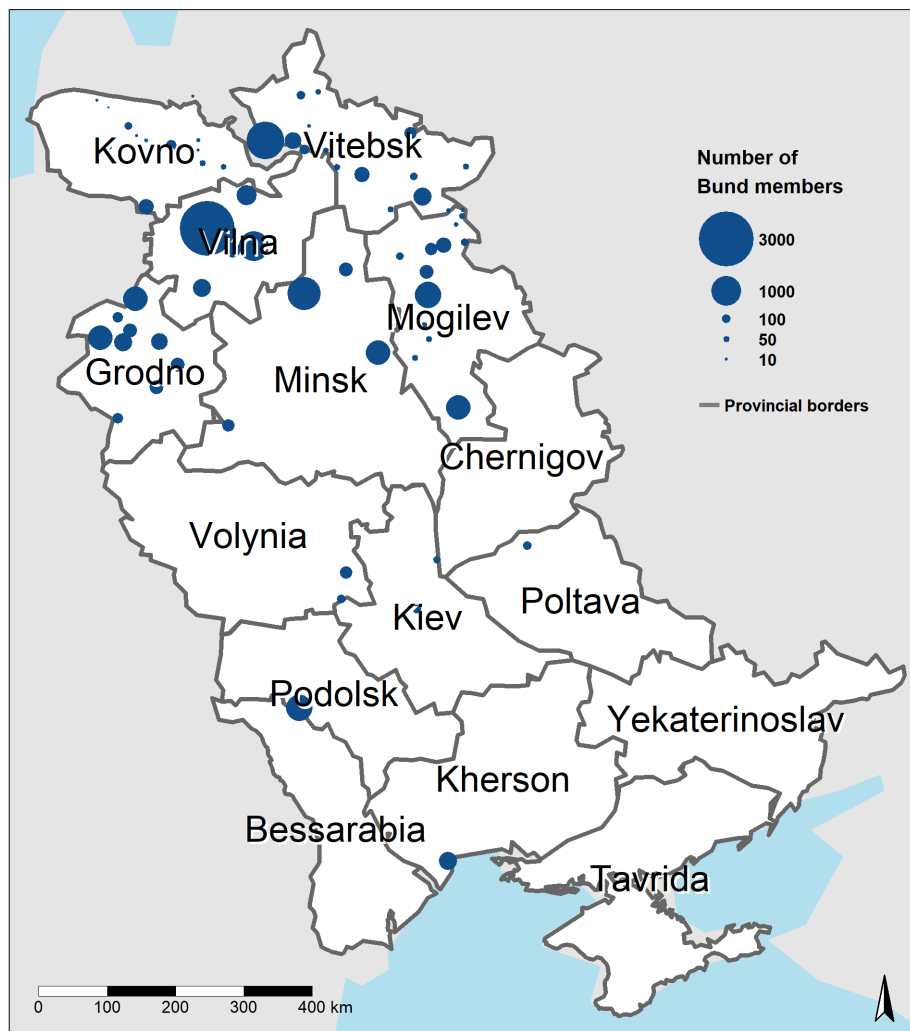 Kovno
Vitebsk
Number of
Bund members
3000
1000
100
50
10
Provincial borders
Vilna
Mogilev
Grodno
Minsk
Chernigov
Volynia
Poltava
Kiev
Podolsk
Yekaterinoslav
Kherson
Bessarabia
Tavrida
0 100 200 300 400 km